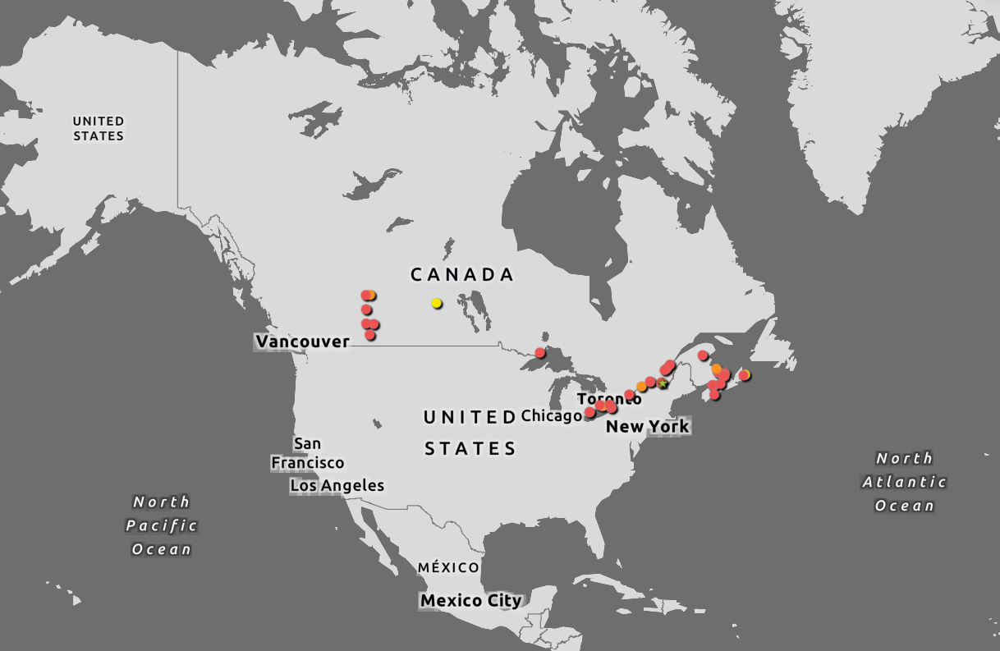 UNITED
STATES
CANADA
Vancouver
Toronto
UNITED
STATES
Chicago
New York
San
Francisco
Los Angeles
North
Pacific
Ocean
North
Atlantic
Ocean
MÉXICO
Mexico City